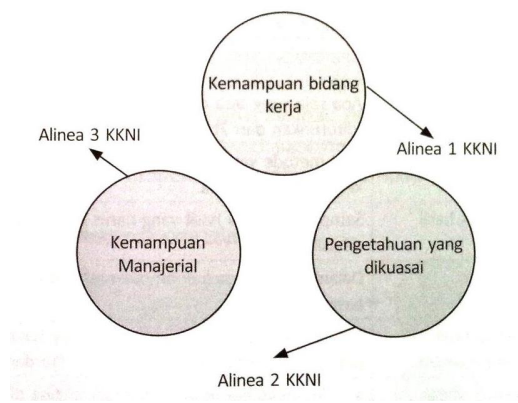 Kemampuan bidang
kerja
Alinea 3 KKNI
Alinea 1 KKNI
Kemampuan
Manajerial
Pengetahuan yang
dikuasai
Alinea 2 KKNI